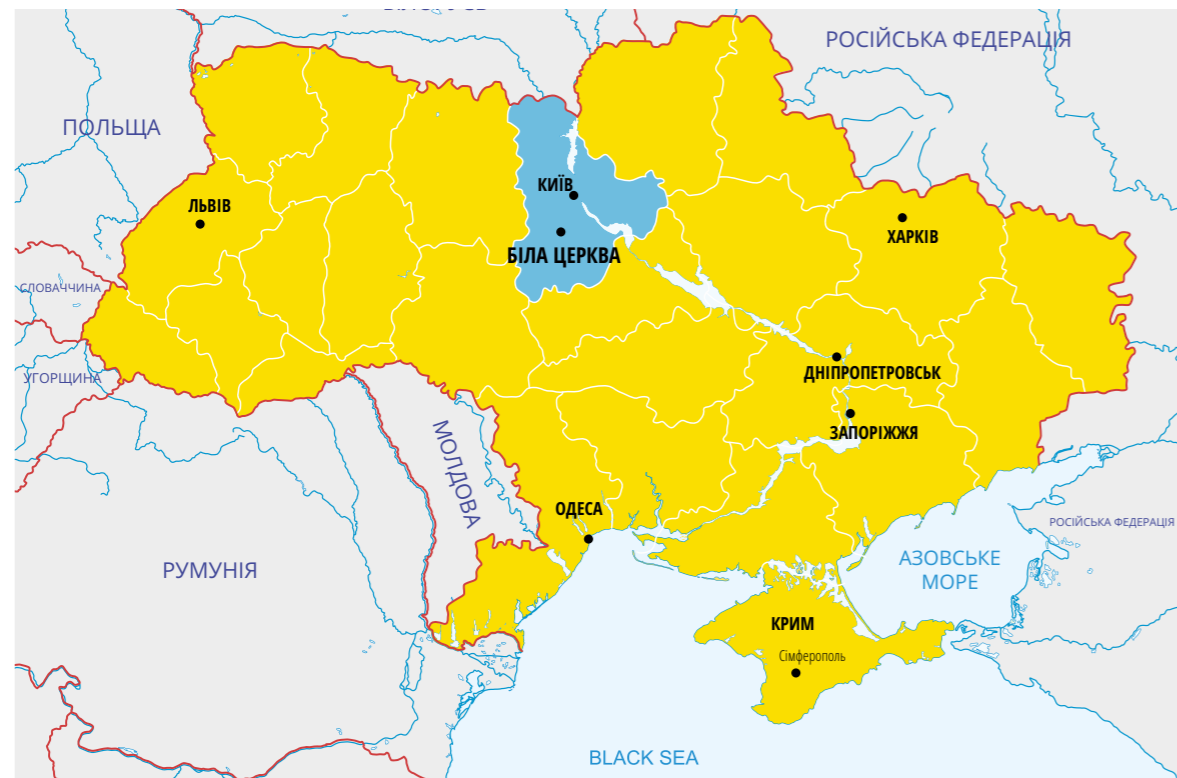 РОСІЙСЬКА ФЕДЕРАЦІЯ
ПОЛЬЩА
КИЇВ
ЛЬВІВ
ХАРКІВ
БІЛА ЦЕРКВА
СЛОВАЧЧИНА
ДНІПРОПЕТРОВСЬК
УГОРЩИНА
ЗАПОРІЖЖЯ
МОЛДОВА
ОДЕСА
РОСІЙСЬКА ФЕДЕРАЦІЯ
АЗОВСЬКЕ
МОРЕ
РУМУНІЯ
КРИМ
Сімферополь
BLACK SEA